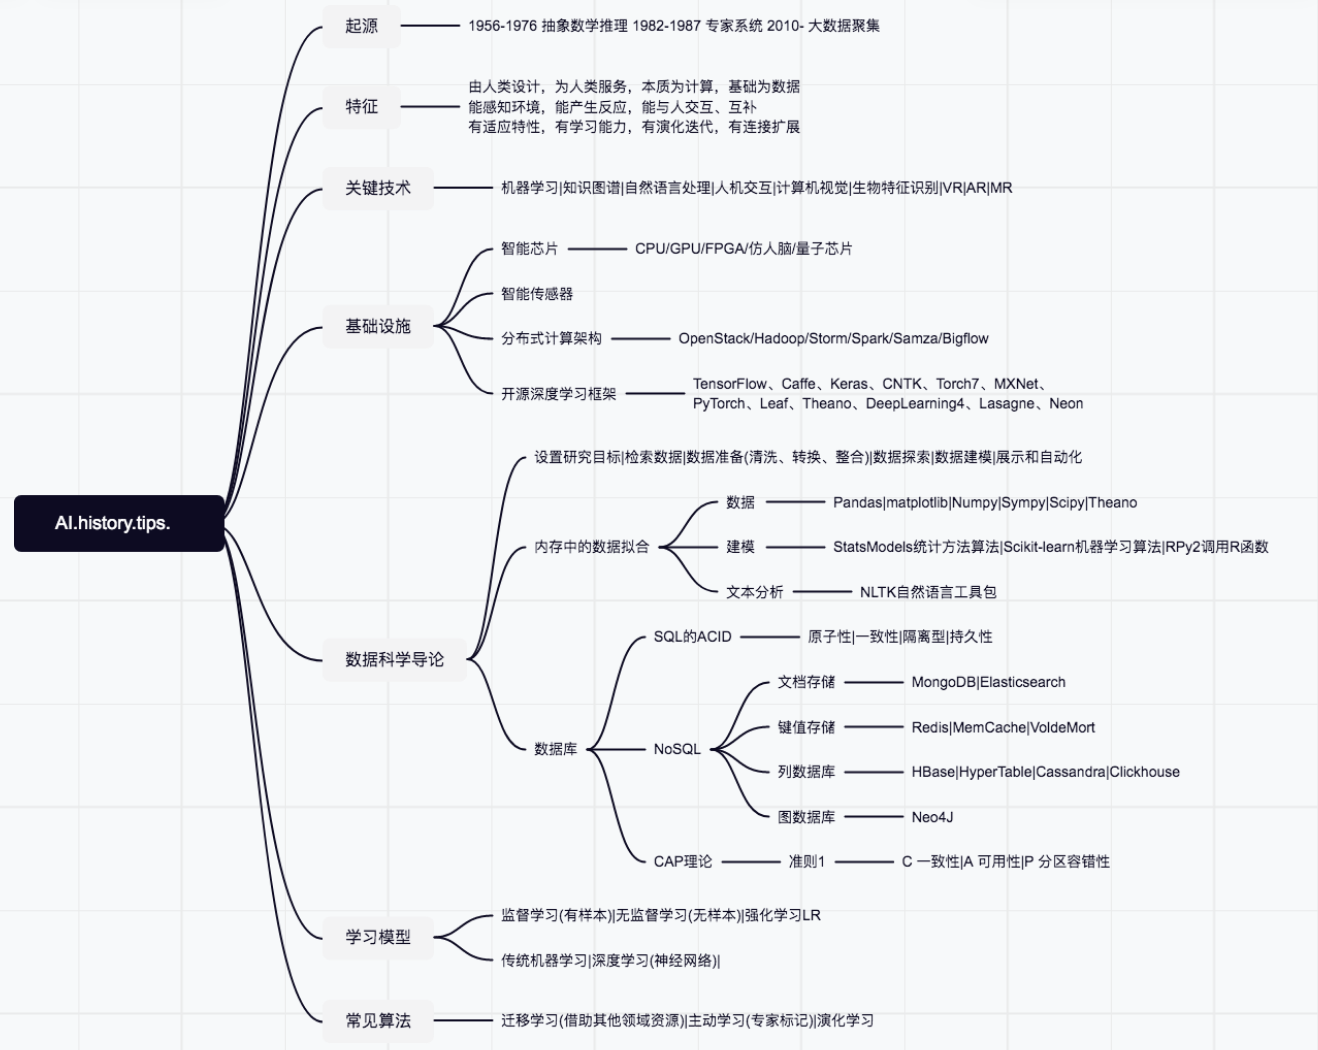 起源
1956-1976 抽象数学推理 1982-1987 专家系统 2010- 大数据聚集
特征
由人类设计，为人类服务，本质为计算，基础为数据
能感知环境，能产生反应，能与人交互、互补
有适应特性，有学习能力，有演化迭代，有连接扩展
关键技术
机器学习|知识图谱|自然语言处理|人机交互|计算机视觉|生物特征识别|VR|AR|MR
基础设施
智能芯片
CPU/GPU/FPGA/仿人脑/量子芯片
智能传感器
分布式计算架构
OpenStack/Hadoop/Storm/Spark/Samza/Bigflow
开源深度学习框架
TensorFlow、Caffe、Keras、CNTK、Torch7、MXNet、
PyTorch、Leaf、Theano、DeepLearning4、Lasagne、Neon
AI.history.tips.
数据科学导论
设置研究目标|检索数据|数据准备(清洗、转换、整合)|数据探索|数据建模|展示和自动化
内存中的数据拟合
数据
Pandas|matplotlib|Numpy|Sympy|Scipy|Theano
建模
StatsModels统计方法算法|Scikit-learn机器学习算法|RPy2调用R函数
文本分析
NLTK自然语言工具包
数据库
SQL的ACID
原子性|一致性|隔离型|持久性
NoSQL
文档存储
MongoDB|Elasticsearch
键值存储
Redis|MemCache|VoldeMort
列数据库
HBase|HyperTable|Cassandra|Clickhouse
图数据库
Neo4J
CAP理论
准则1
C 一致性|A 可用性|P 分区容错性
学习模型
监督学习(有样本)|无监督学习(无样本)|强化学习LR
传统机器学习|深度学习(神经网络)|
常见算法
迁移学习(借助其他领域资源)|主动学习(专家标记)|演化学习